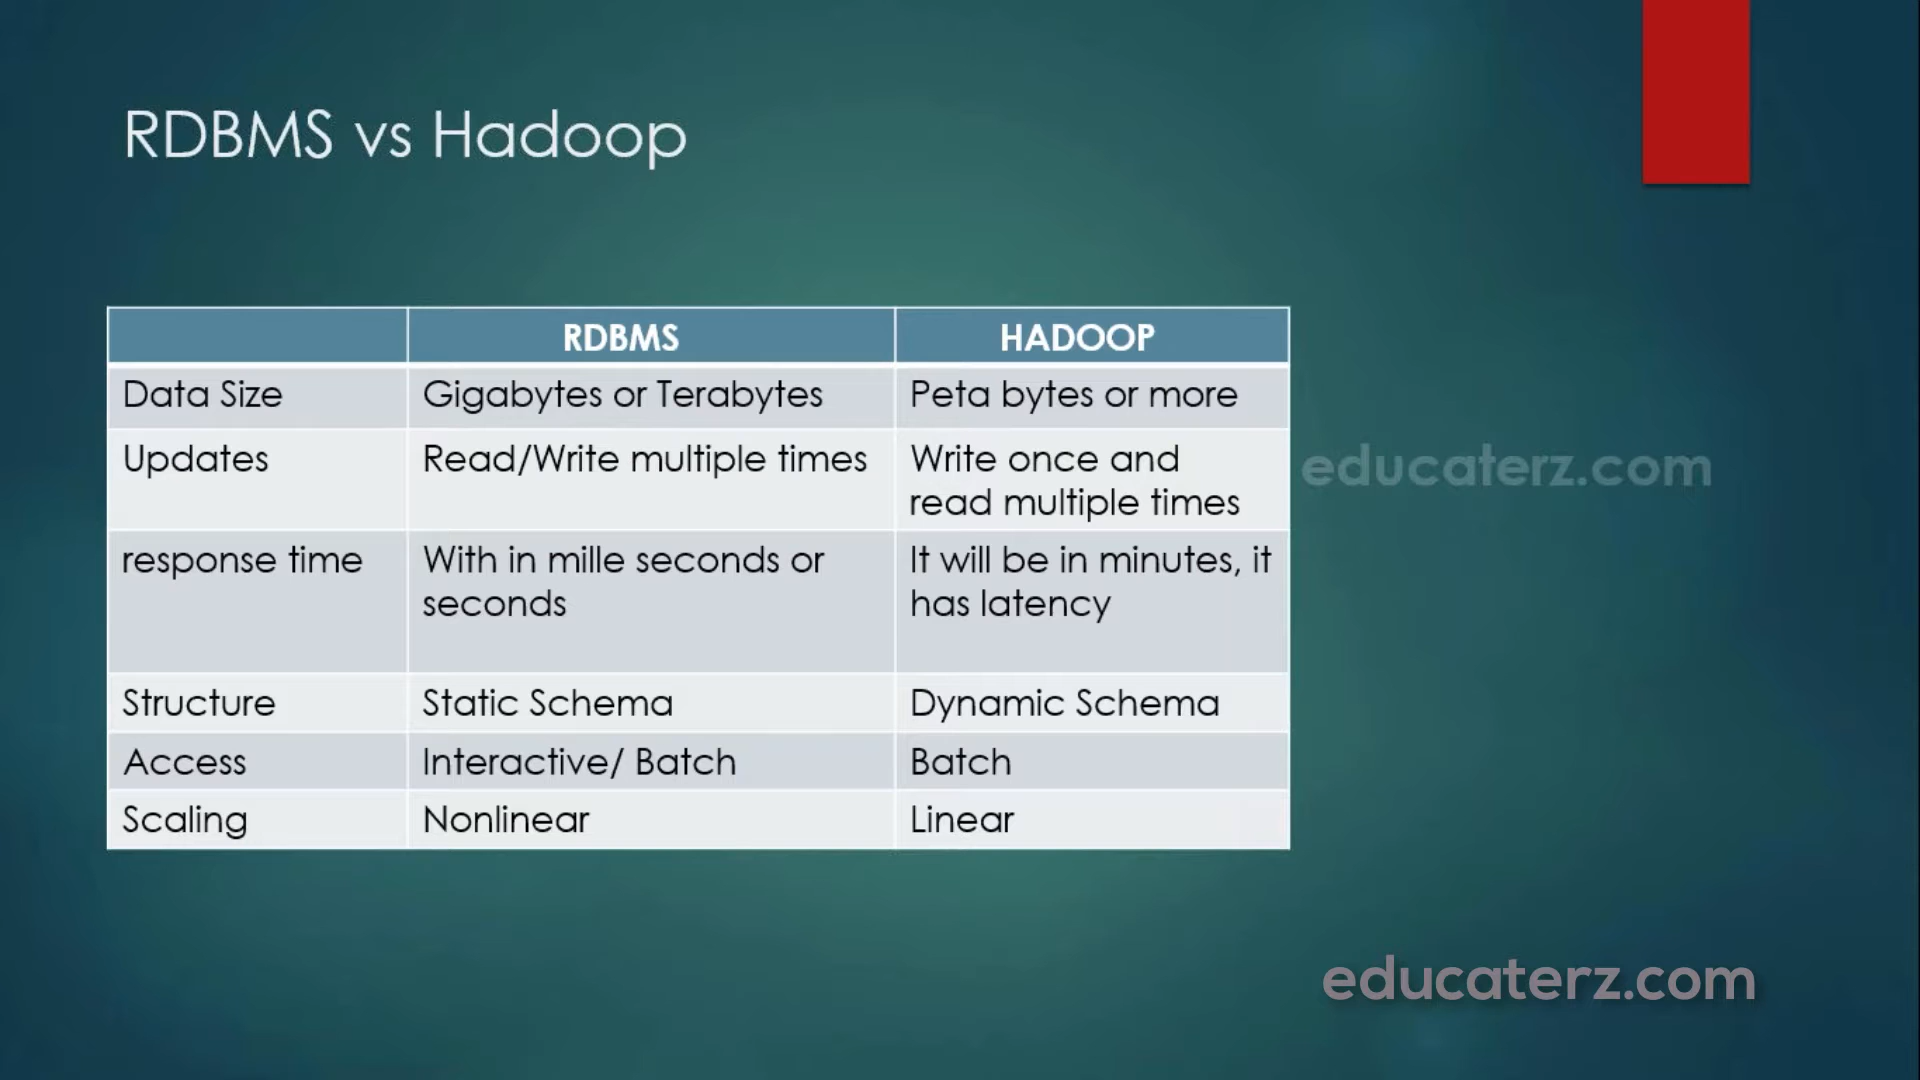 RDBMS vs Hadoop
RDBMS HADOOP
Data Size Gigabytes or Terabytes Peta bytes or more
Updates Read/Write multiple times Write once and
read multiple times
response time With in mille seconds or It will be in minutes, it
seconds has latency
Structure Static Schema Dynamic Schema
Access Interactive/ Batch Batch
Scaling Nonlinear Linear
educaterz.com
educaterz.com